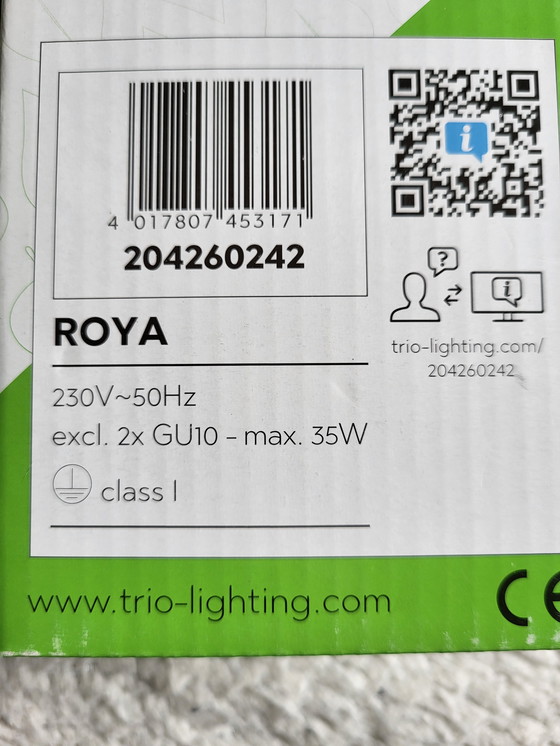 4 017807 453171
204260242
ROYA
230V~50Hz
excl. 2x GU10 – max. 35W
class I
i
?
i
trio-lighting.com/
204260242
www.trio-lighting.com
CE